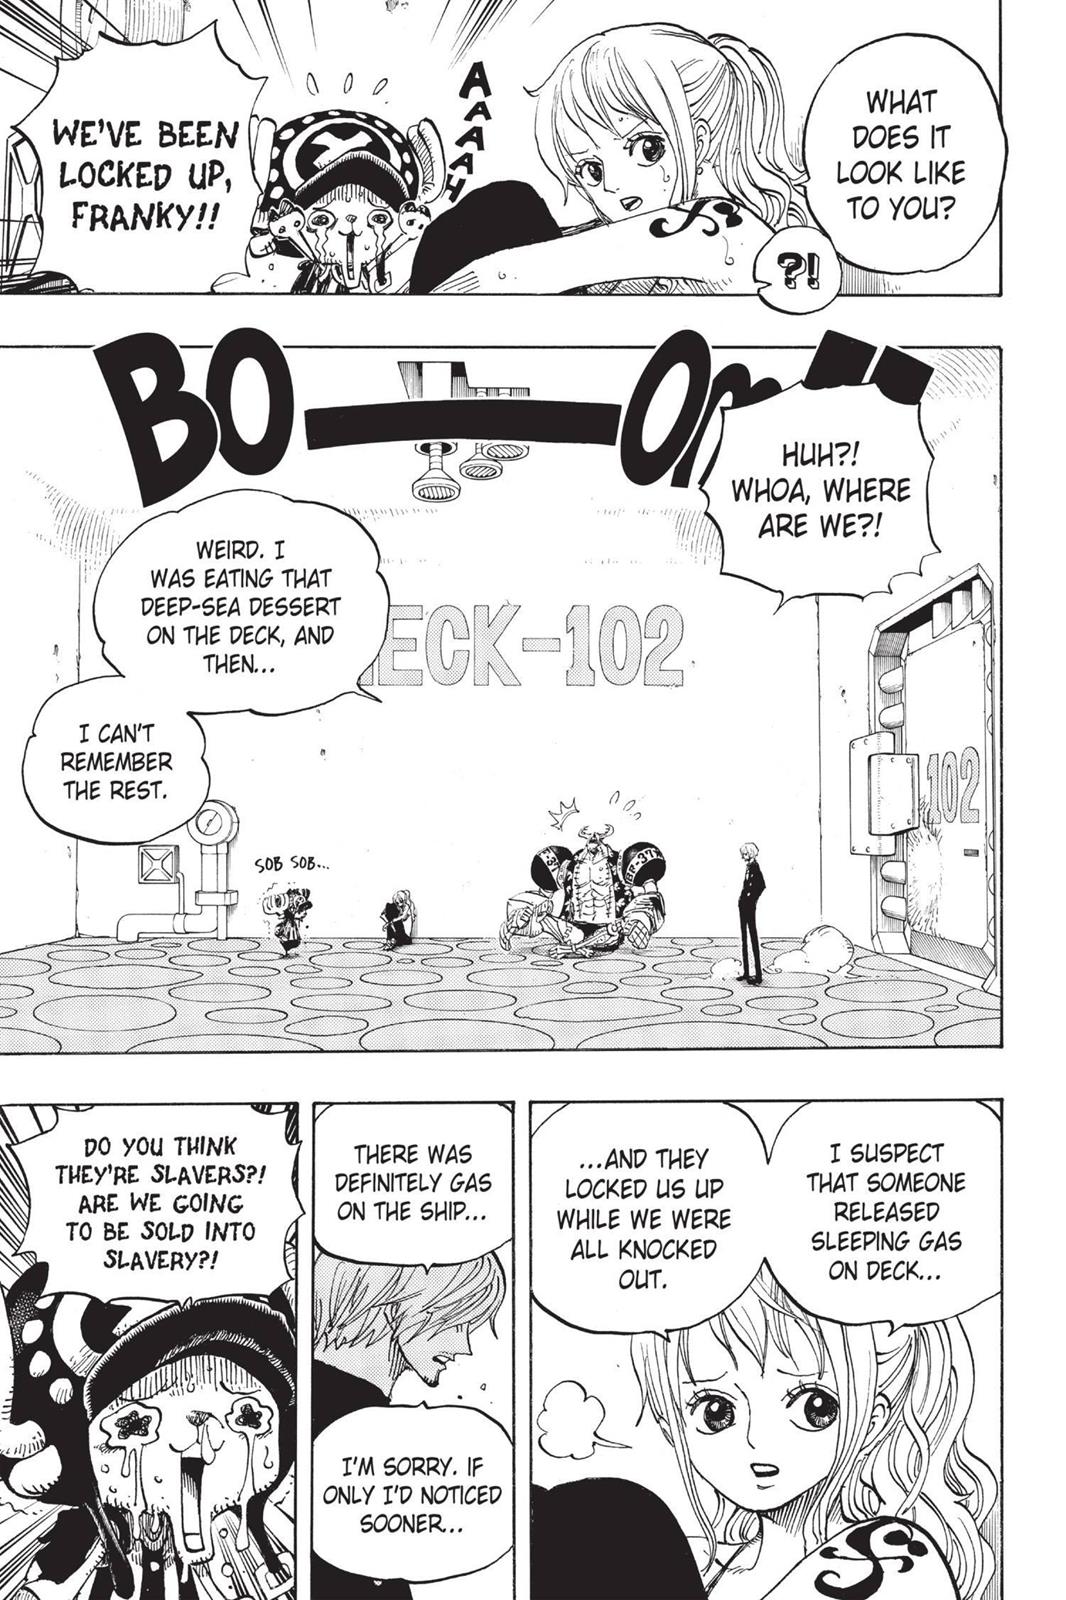 WHAT
DOES IT
LOOK LIKE
TO YOU?
?!
AAAAH
WE'VE BEEN
LOCKED UP,
FRANKY!!
HUH?!
WHOA, WHERE
ARE WE?!
BO—OM
WEIRD. I
WAS EATING THAT
DEEP-SEA DESSERT
ON THE DECK, AND
THEN...
I CAN'T
REMEMBER
THE REST.
ECK-102
102
SOB SOB...
I SUSPECT
THAT SOMEONE
RELEASED
SLEEPING GAS
ON DECK...
...AND THEY
LOCKED US UP
WHILE WE WERE
ALL KNOCKED
OUT.
THERE WAS
DEFINITELY GAS
ON THE SHIP...
I'M SORRY. IF
ONLY I'D NOTICED
SOONER...
DO YOU THINK
THEY'RE SLAVERS?!
ARE WE GOING
TO BE SOLD INTO
SLAVERY?!